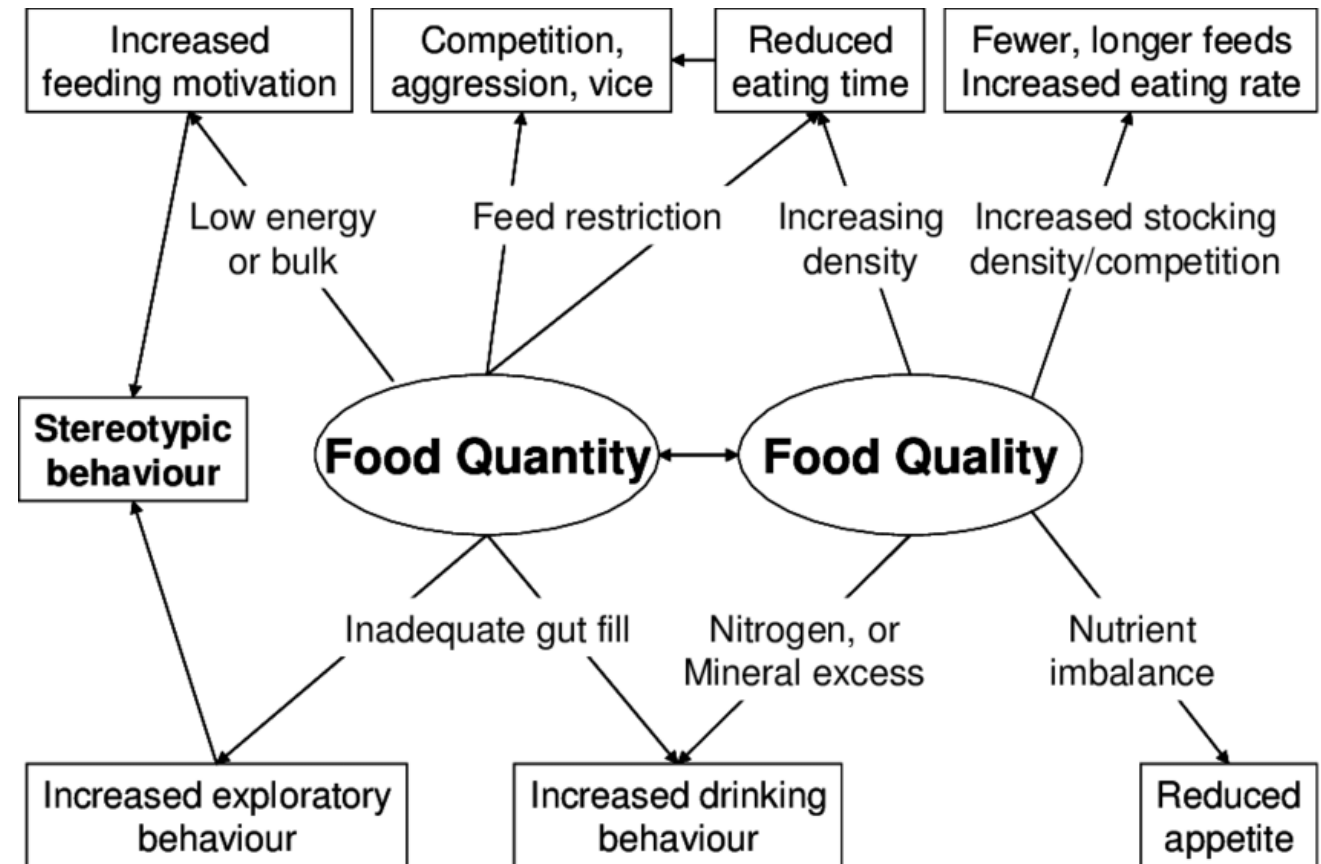 Increased
feeding motivation
Competition,
aggression, vice
Reduced
eating time
Fewer, longer feeds
Increased eating rate
Low energy
or bulk
Feed restriction
Increasing
density
Increased stocking
density/competition
Stereotypic
behaviour
Food Quantity
Food Quality
Inadequate gut fill
Nitrogen, or
Mineral excess
Nutrient
imbalance
Increased exploratory
behaviour
Increased drinking
behaviour
Reduced
appetite